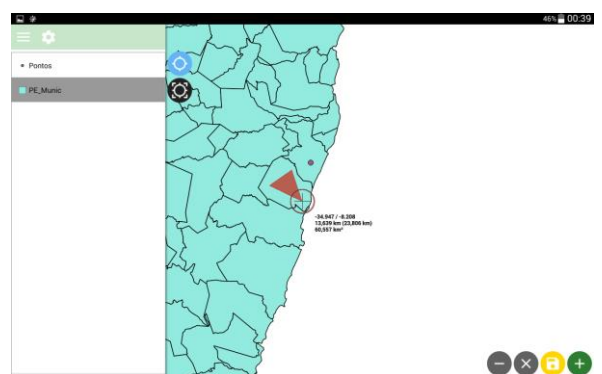 46% 00:39
Pontos
PE_Munic
-34.947 / -8.208
13,639 km (23,806 km)
60,557 km²